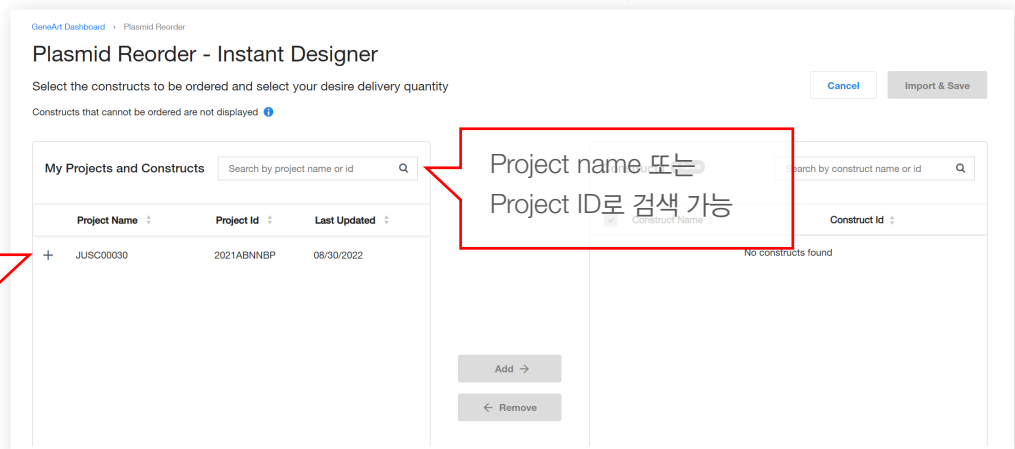 GeneArt Dashboard › Plasmid Reorder
Plasmid Reorder - Instant Designer
Select the constructs to be ordered and select your desire delivery quantity
Cancel
Import & Save
Constructs that cannot be ordered are not displayed
My Projects and Constructs
Search by project name or id
Project name 또는
Project ID로 검색 가능
Search by construct name or id
Project Name
Project Id
Last Updated
Construct Name
Construct Id
JUSC00030
2021ABNNBP
08/30/2022
No constructs found
Add →
← Remove